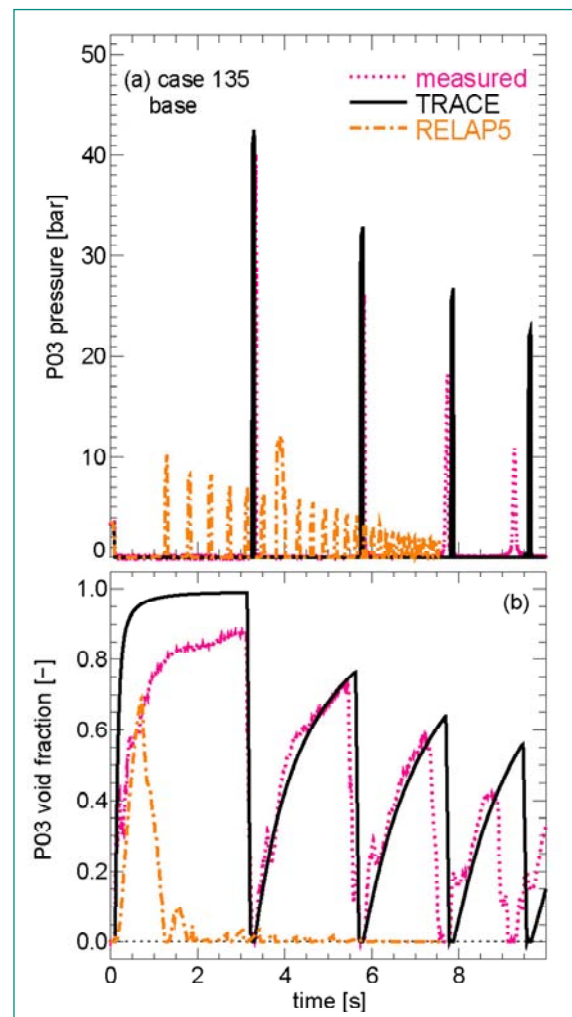 (a) case 135
base
measured
TRACE
RELAP5
50
40
30
20
10
0
P03 pressure [bar]
(b)
1.0
0.8
0.6
0.4
0.2
0.0
P03 void fraction [-]
0 2 4 6 8
time [s]